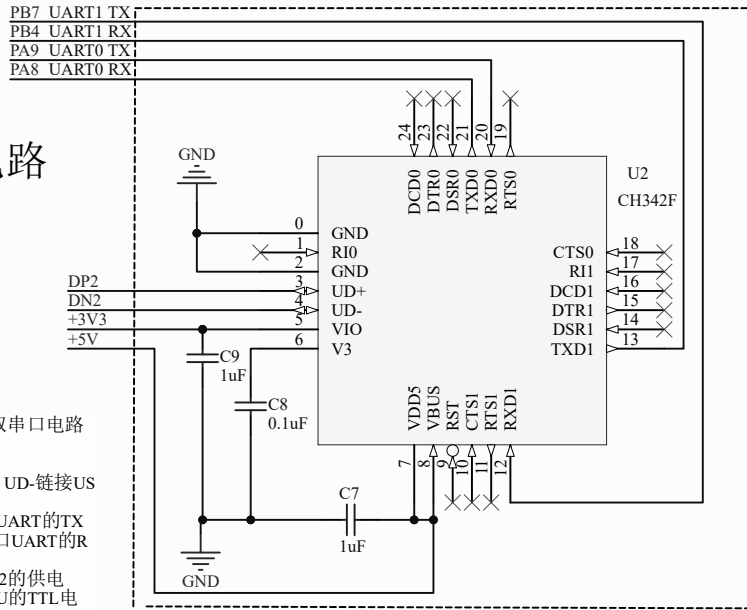 PB7 UART1 TX
PB4 UART1 RX
PA9 UART0 TX
PA8 UART0 RX
路
GND
24
23
22
21
20
19
DCD0
DTR0
DSR0
TXD0
RXD0
RTS0
U2
CH342F
0 GND
1 RI0
2 GND
DP2 3 UD+
DN2 4 UD-
+3V3 5 VIO
+5V 6 V3
CTS0 18
RI1 17
DCD1 16
DTR1 15
DSR1 14
TXD1 13
C9
1uF
C8
0.1uF
VDD5
VBUS
RST
CTS1
RTS1
RXD1
7
8
9
10
11
12
C7
1uF
GND
双串口电路
UD-链接US
UART的TX
口UART的R
2的供电
U的TTL电